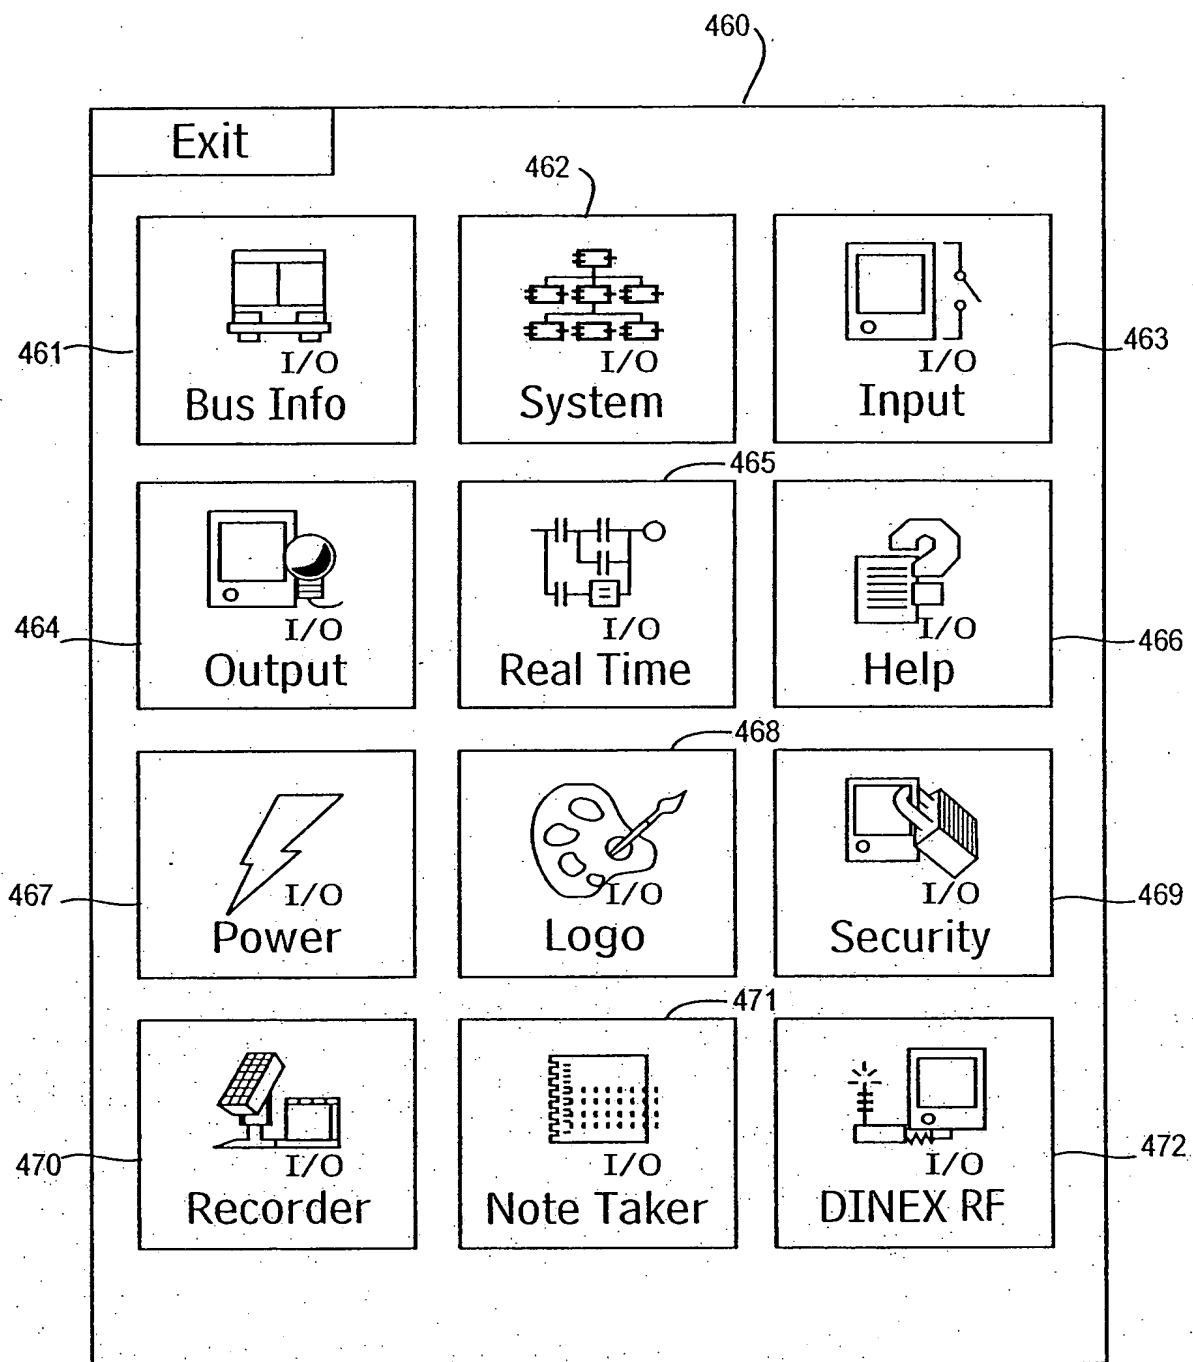 460
Exit
462
461
I/O
Bus Info
I/O
System
I/O
Input
463
465
464
I/O
Output
I/O
Real Time
I/O
Help
466
468
467
I/O
Power
I/O
Logo
I/O
Security
469
471
470
I/O
Recorder
I/O
Note Taker
I/O
DINEX RF
472